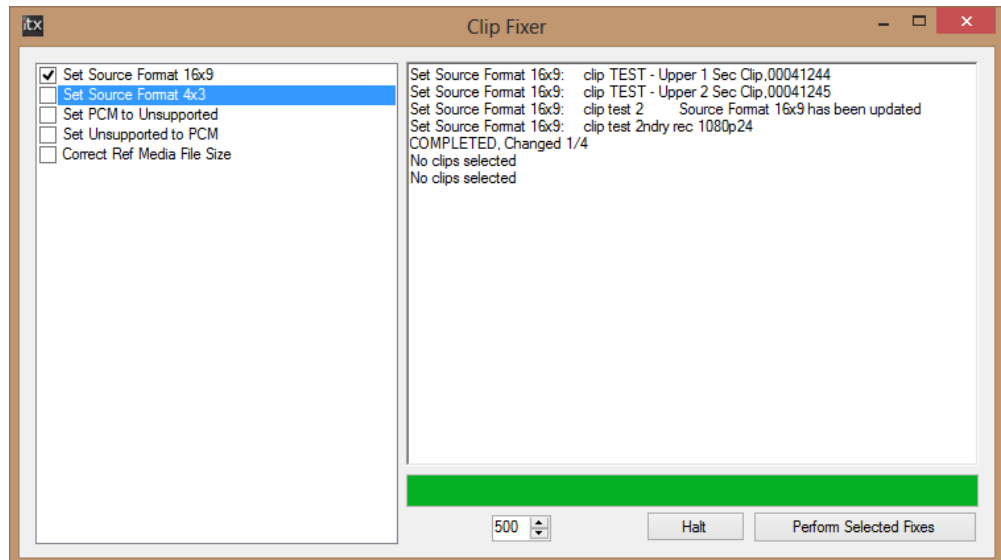 itx
Clip Fixer
Set Source Format 16x9
Set Source Format 4x3
Set PCM to Unsupported
Set Unsupported to PCM
Correct Ref Media File Size
Set Source Format 16x9: clip TEST - Upper 1 Sec Clip,00041244
Set Source Format 16x9: clip TEST - Upper 2 Sec Clip,00041245
Set Source Format 16x9: clip test 2 Source Format 16x9 has been updated
Set Source Format 16x9: clip test 2ndry rec 1080p24
COMPLETED, Changed 1/4
No clips selected
No clips selected
500
Halt
Perform Selected Fixes